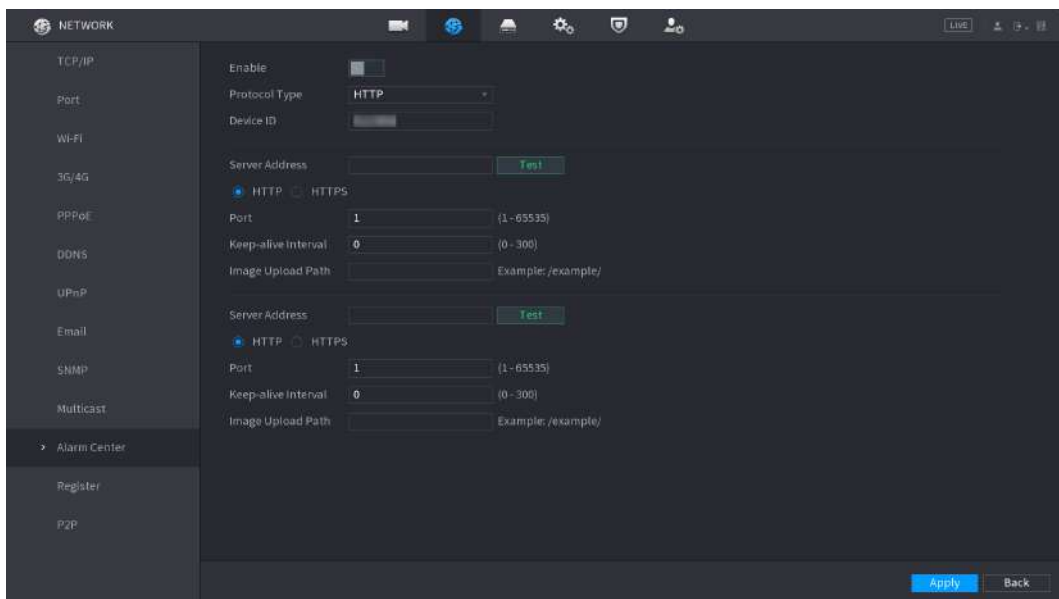 NETWORK
LIVE
TCP/IP
Port
Wi-Fi
3G/4G
PPPoE
DDNS
UPnP
Email
SNMP
Multicast
Alarm Center
Register
P2P
Enable
Protocol Type HTTP
Device ID
Server Address Test
HTTP HTTPS
Port 1 (1-65535)
Keep-alive Interval 0 (0-300)
Image Upload Path Example: /example/
Server Address Test
HTTP HTTPS
Port 1 (1-65535)
Keep-alive Interval 0 (0-300)
Image Upload Path Example: /example/
Apply Back